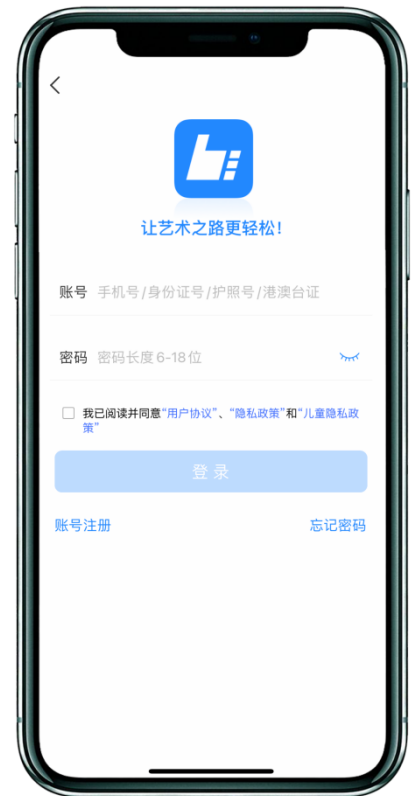 让艺术之路更轻松!
账号 手机号/身份证号/护照号/港澳台证
密码 密码长度6-18位
我已阅读并同意“用户协议”、“隐私政策”和“儿童隐私政
策”
登录
账号注册 忘记密码